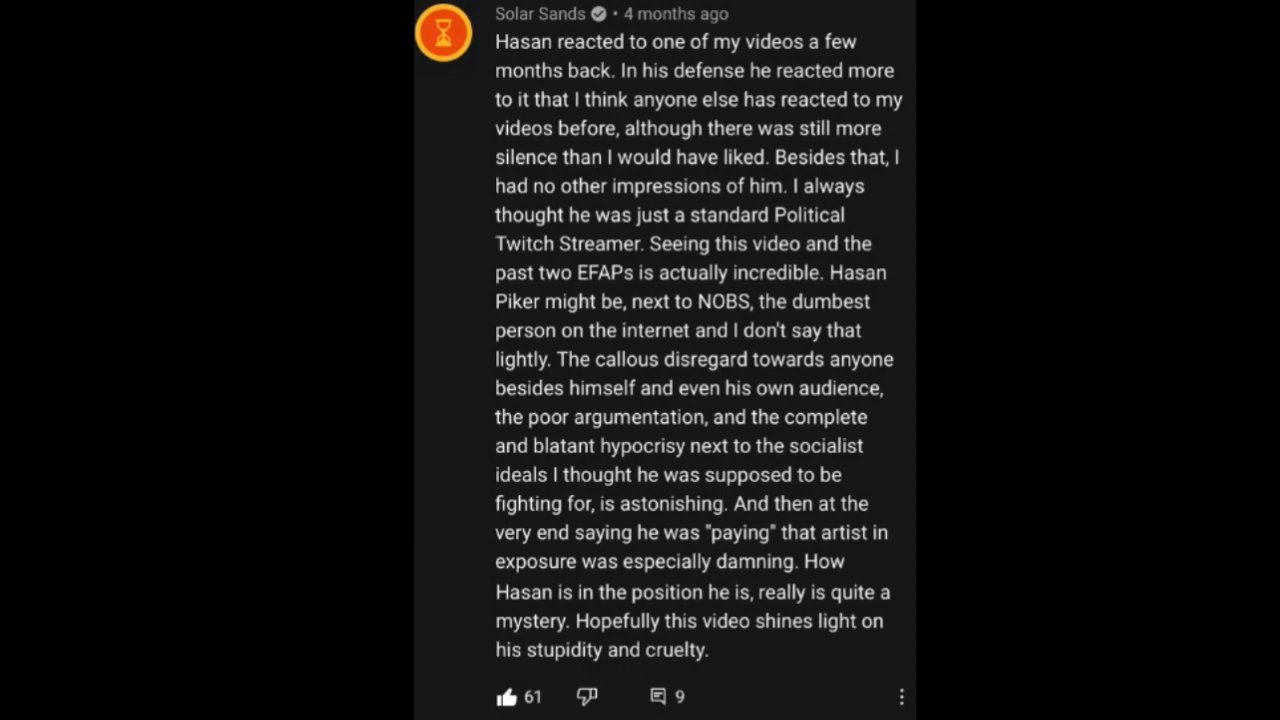 Solar Sands • 4 months ago
Hasan reacted to one of my videos a few
months back. In his defense he reacted more
to it that I think anyone else has reacted to my
videos before, although there was still more
silence than I would have liked. Besides that, I
had no other impressions of him. I always
thought he was just a standard Political
Twitch Streamer. Seeing this video and the
past two EFAPs is actually incredible. Hasan
Piker might be, next to NOBS, the dumbest
person on the internet and I don't say that
lightly. The callous disregard towards anyone
besides himself and even his own audience,
the poor argumentation, and the complete
and blatant hypocrisy next to the socialist
ideals I thought he was supposed to be
fighting for, is astonishing. And then at the
very end saying he was "paying" that artist in
exposure was especially damning. How
Hasan is in the position he is, really is quite a
mystery. Hopefully this video shines light on
his stupidity and cruelty.
61 9